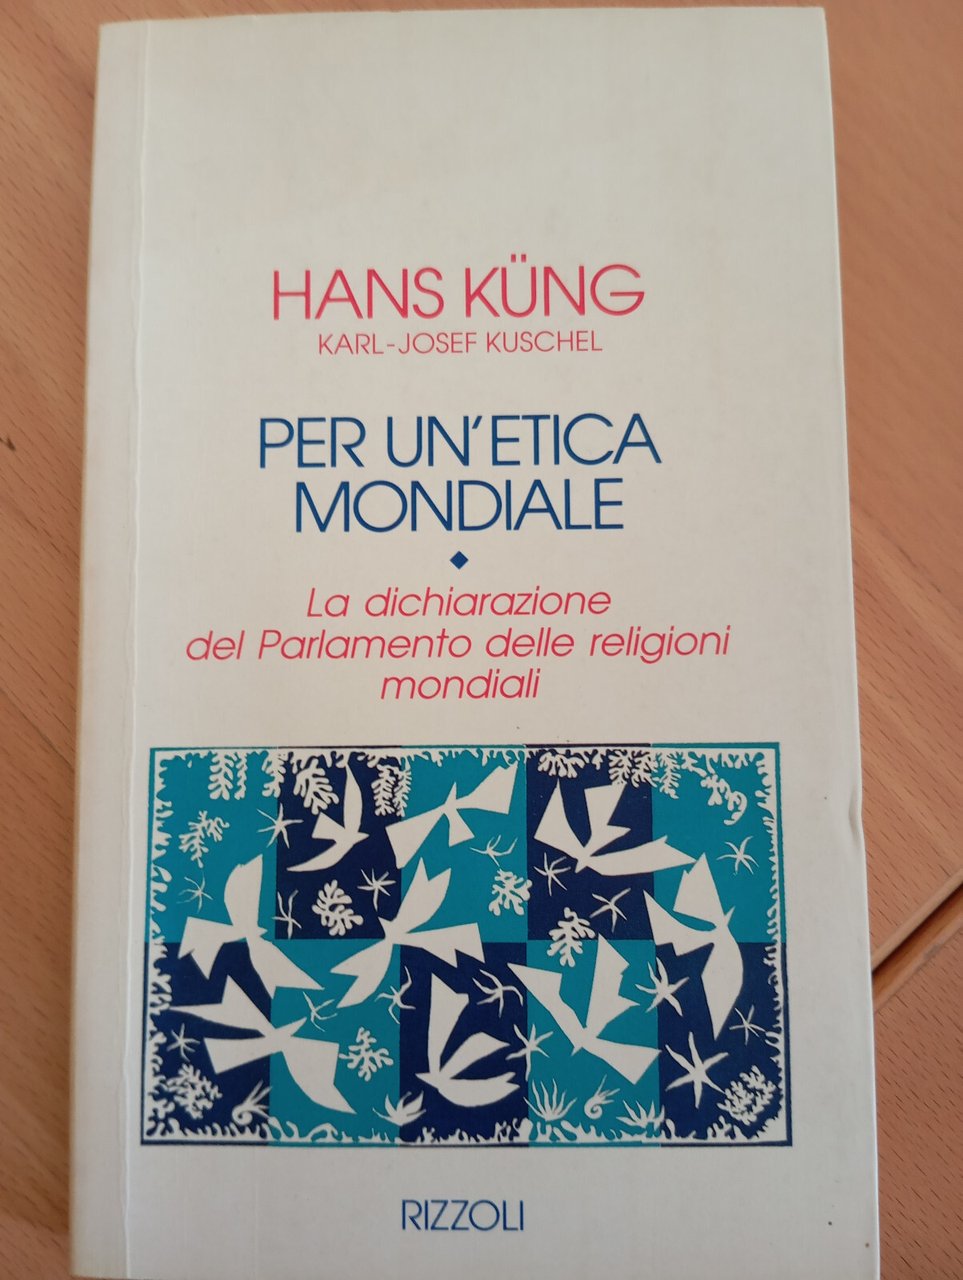 HANS KÜNG
KARL-JOSEF KUSCHEL
PER UN'ETICA
MONDIALE
La dichiarazione
del Parlamento delle religioni
mondiali
RIZZOLI